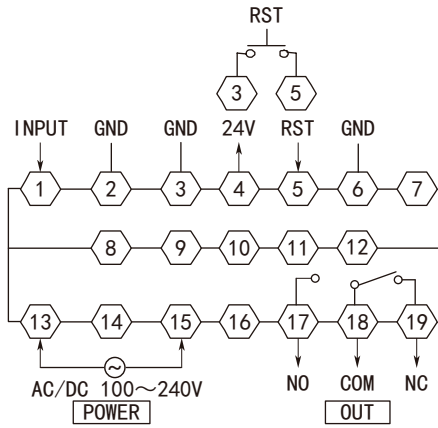 RST
3 5
INPUT GND GND 24V RST GND
1 2 3 4 5 6 7
8 9 10 11 12
13 14 15 16 17 18 19
AC/DC 100～240V NO COM NC
POWER OUT